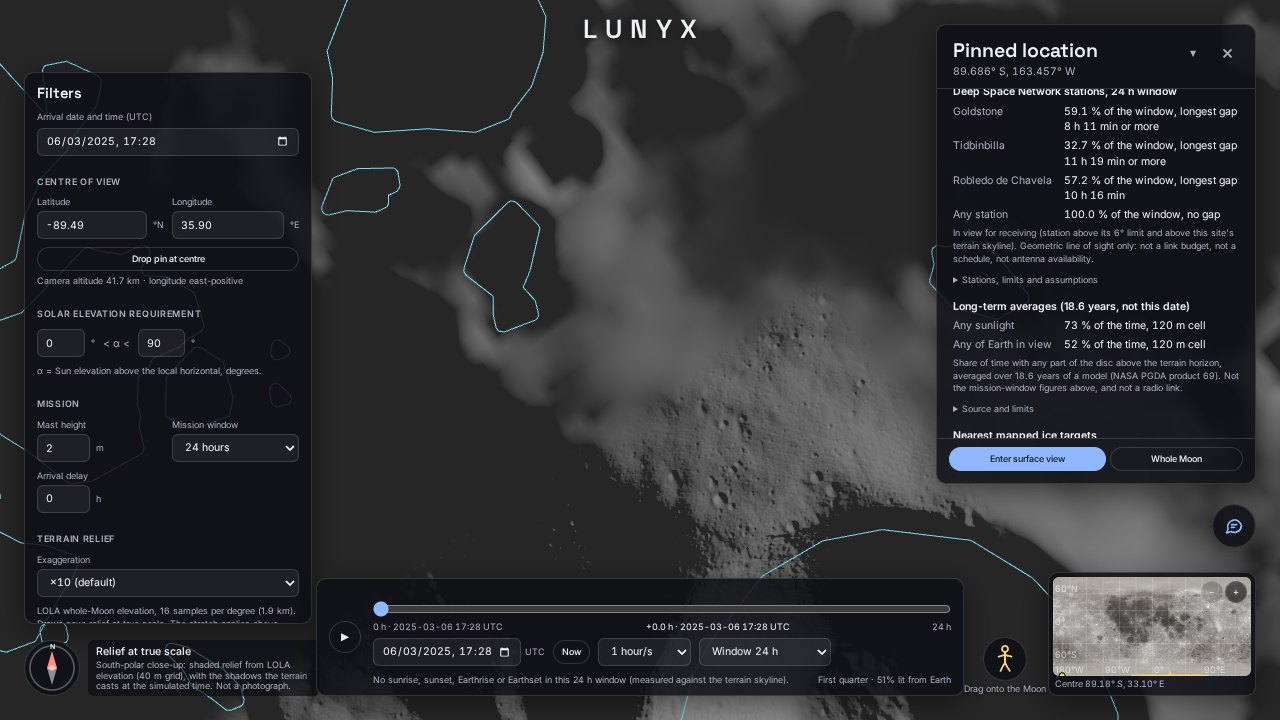 LUNYX
Filters
Arrival date and time (UTC)
06/03/2025, 17:28
CENTRE OF VIEW
Latitude
Longitude
-89.49
°N
35.90
°E
Drop pin at centre
Camera altitude 41.7 km · longitude east-positive
SOLAR ELEVATION REQUIREMENT
0
° < α <
90
°
α = Sun elevation above the local horizontal, degrees.
MISSION
Mast height
Mission window
2
m
24 hours
Arrival delay
0
h
TERRAIN RELIEF
Exaggeration
×10 (default)
LOLA whole-Moon elevation, 16 samples per degree (1.9 km).
N
Relief at true scale
South-polar close-up: shaded relief from LOLA
elevation (40 m grid), with the shadows the terrain
casts at the simulated time. Not a photograph.
0 h · 2025-03-06 17:28 UTC
+0.0 h · 2025-03-06 17:28 UTC
24 h
06/03/2025, 17:28
UTC
Now
1 hour/s
Window 24 h
No sunrise, sunset, Earthrise or Earthset in this 24 h window (measured against the terrain skyline).
First quarter · 51% lit from Earth
Pinned location
89.686° S, 163.457° W
Deep Space Network stations, 24 h window
Goldstone
59.1 % of the window, longest gap
8 h 11 min or more
Tidbinbilla
32.7 % of the window, longest gap
11 h 19 min or more
Robledo de Chavela
57.2 % of the window, longest gap
10 h 16 min
Any station
100.0 % of the window, no gap
In view for receiving (station above its 6° limit and above this site's
terrain skyline). Geometric line of sight only: not a link budget, not a
schedule, not antenna availability.
Stations, limits and assumptions
Long-term averages (18.6 years, not this date)
Any sunlight
73 % of the time, 120 m cell
Any of Earth in view
52 % of the time, 120 m cell
Share of time with any part of the disc above the terrain horizon,
averaged over 18.6 years of a model (NASA PGDA product 69). Not
the mission-window figures above, and not a radio link.
Source and limits
Nearest mapped ice targets
Enter surface view
Whole Moon
Drag onto the Moon
60°N
0°
60°S
180°W
90°W
0°
90°E
Centre 89.18° S, 33.10° E